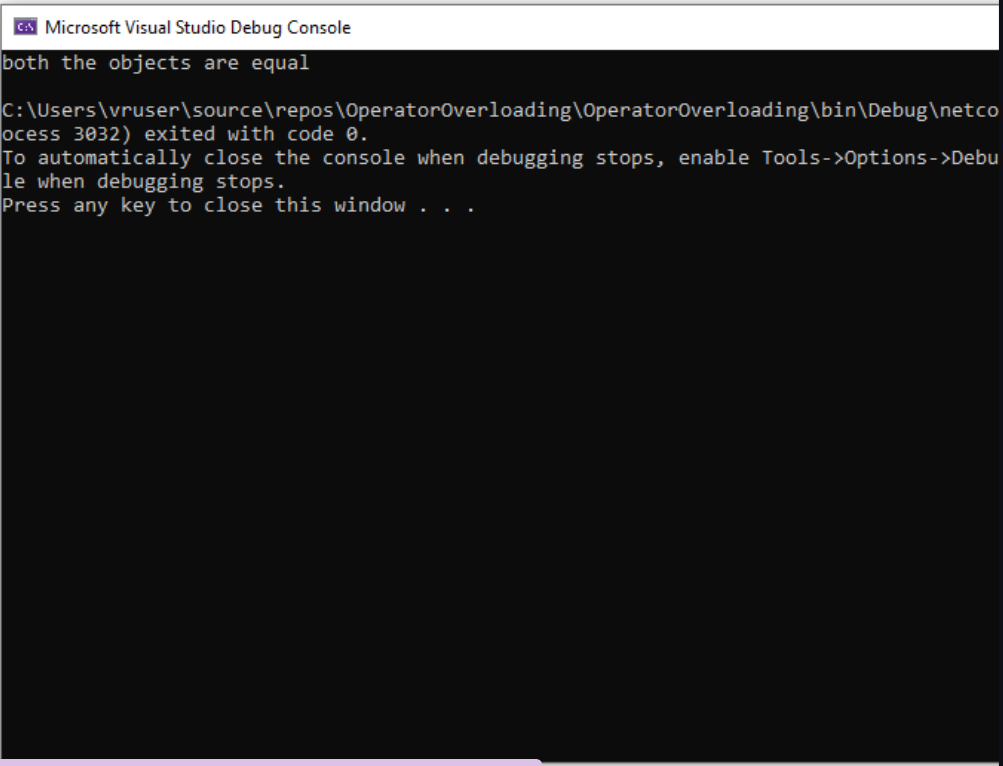 Microsoft Visual Studio Debug Console
both the objects are equal
C:\Users\vruser\source\repos\OperatorOverloading\OperatorOverloading\bin\Debug\netco
ocess 3032) exited with code 0.
To automatically close the console when debugging stops, enable Tools->Options->Debu
le when debugging stops.
Press any key to close this window . . .